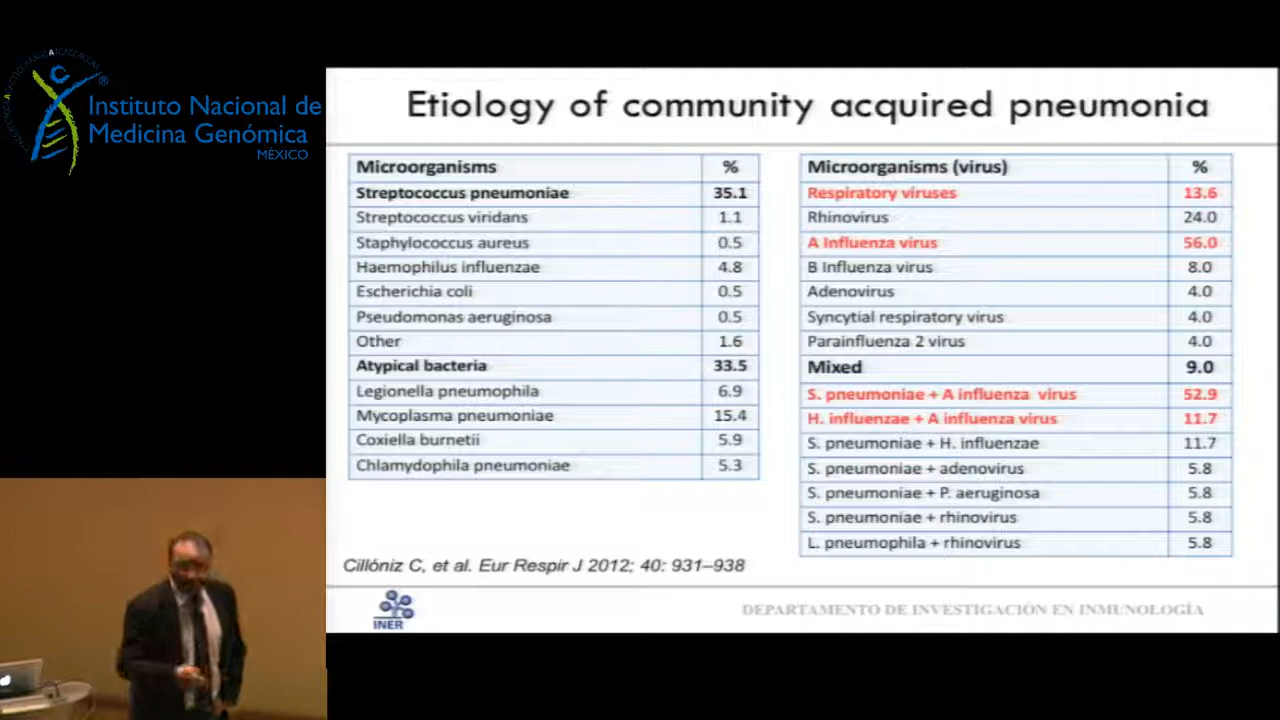 Instituto Nacional de
Medicina Genómica
MÉXICO
Etiology of community acquired pneumonia
Microorganisms %
Streptococcus pneumoniae 35.1
Streptococcus viridans 1.1
Staphylococcus aureus 0.5
Haemophilus influenzae 4.8
Escherichia coli 0.5
Pseudomonas aeruginosa 0.5
Other 1.6
Atypical bacteria 33.5
Legionella pneumophila 6.9
Mycoplasma pneumoniae 15.4
Coxiella burnetii 5.9
Chlamydophila pneumoniae 5.3
Microorganisms (virus) %
Respiratory viruses 13.6
Rhinovirus 24.0
A Influenza virus 56.0
B Influenza virus 8.0
Adenovirus 4.0
Syncytial respiratory virus 4.0
Parainfluenza 2 virus 4.0
Mixed 9.0
S. pneumoniae + A influenza virus 52.9
H. influenzae + A influenza virus 11.7
S. pneumoniae + H. influenzae 11.7
S. pneumoniae + adenovirus 5.8
S. pneumoniae + P. aeruginosa 5.8
S. pneumoniae + rhinovirus 5.8
L. pneumophila + rhinovirus 5.8
Cillóniz C, et al. Eur Respir J 2012; 40: 931–938
INER
DEPARTAMENTO DE INVESTIGACIÓN EN INMUNOLOGÍA